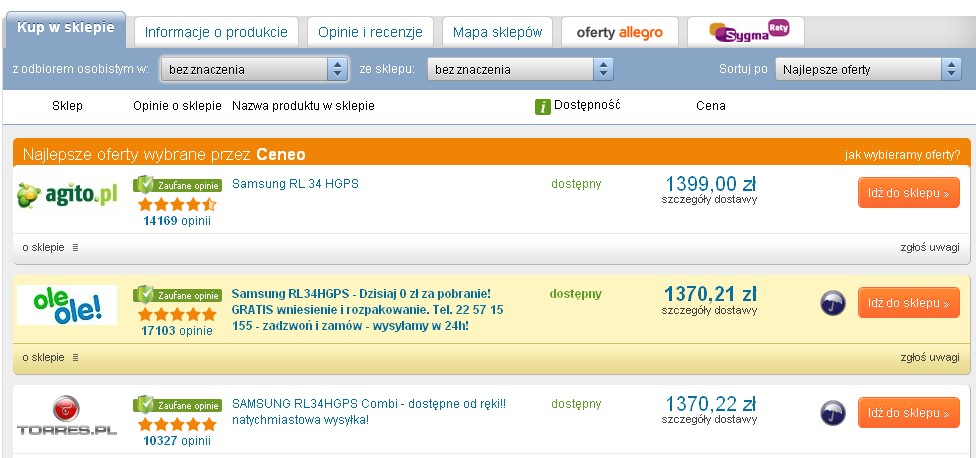 Kup w sklepie
Informacje o produkcie
Opinie i recenzje
Mapa sklepów
oferty allegro
Sygma Raty
z odbiorem osobistym w: bez znaczenia
ze sklepu: bez znaczenia
Sortuj po Najlepsze oferty
Sklep Opinie o sklepie Nazwa produktu w sklepie i Dostępność Cena
Najlepsze oferty wybrane przez Ceneo
jak wybieramy oferty?
agito.pl
Zaufane opinie
14169 opinii
Samsung RL 34 HGPS
dostępny
1399,00 zł
szczegóły dostawy
Idź do sklepu »
o sklepie
zgłoś uwagi
ole ole!
Zaufane opinie
17103 opinie
Samsung RL34HGPS - Dzisiaj 0 zł za pobranie!
GRATIS wniesienie i rozpakowanie. Tel. 22 57 15
155 - zadzwoń i zamów - wysyłamy w 24h!
dostępny
1370,21 zł
szczegóły dostawy
Idź do sklepu »
o sklepie
zgłoś uwagi
TORRES.PL
Zaufane opinie
10327 opinii
SAMSUNG RL34HGPS Combi - dostępne od ręki!!
natychmiastowa wysyłka!
dostępny
1370,22 zł
szczegóły dostawy
Idź do sklepu »